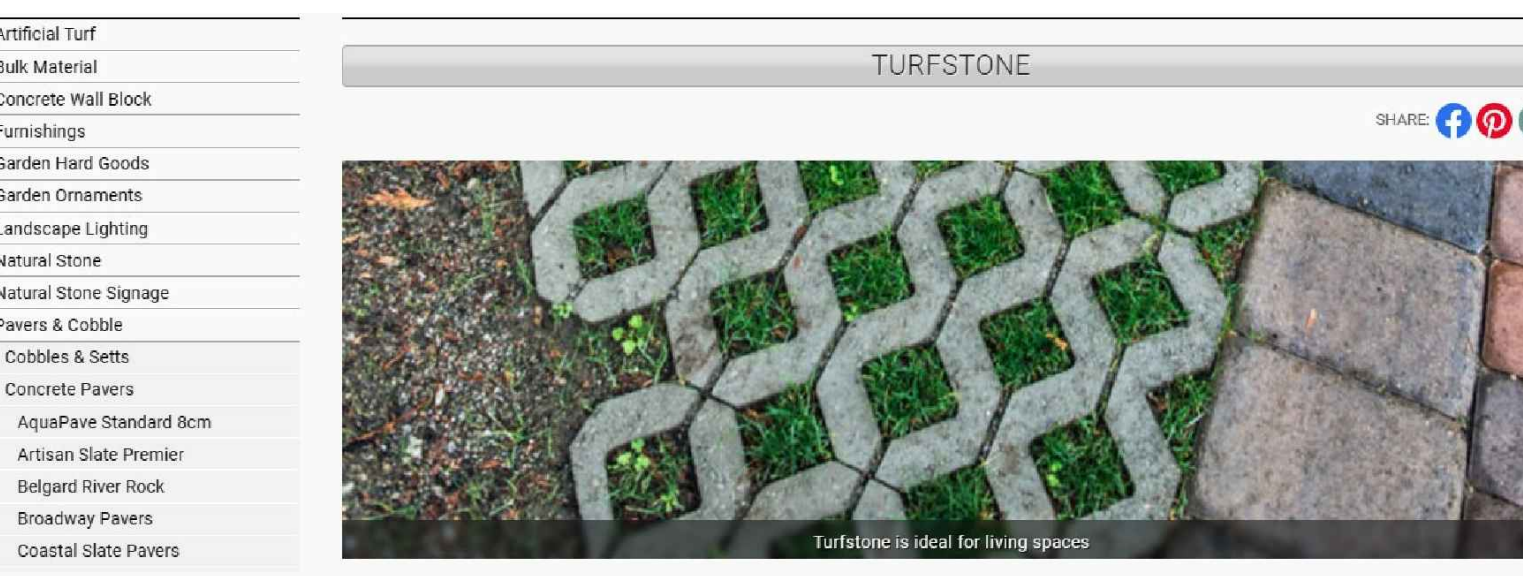 Artificial Turf
Bulk Material
Concrete Wall Block
Furnishings
Garden Hard Goods
Garden Ornaments
Landscape Lighting
Natural Stone
Natural Stone Signage
Pavers & Cobble
Cobbles & Setts
Concrete Pavers
AquaPave Standard 8cm
Artisan Slate Premier
Belgard River Rock
Broadway Pavers
Coastal Slate Pavers
TURFSTONE
SHARE:
Turfstone is ideal for living spaces